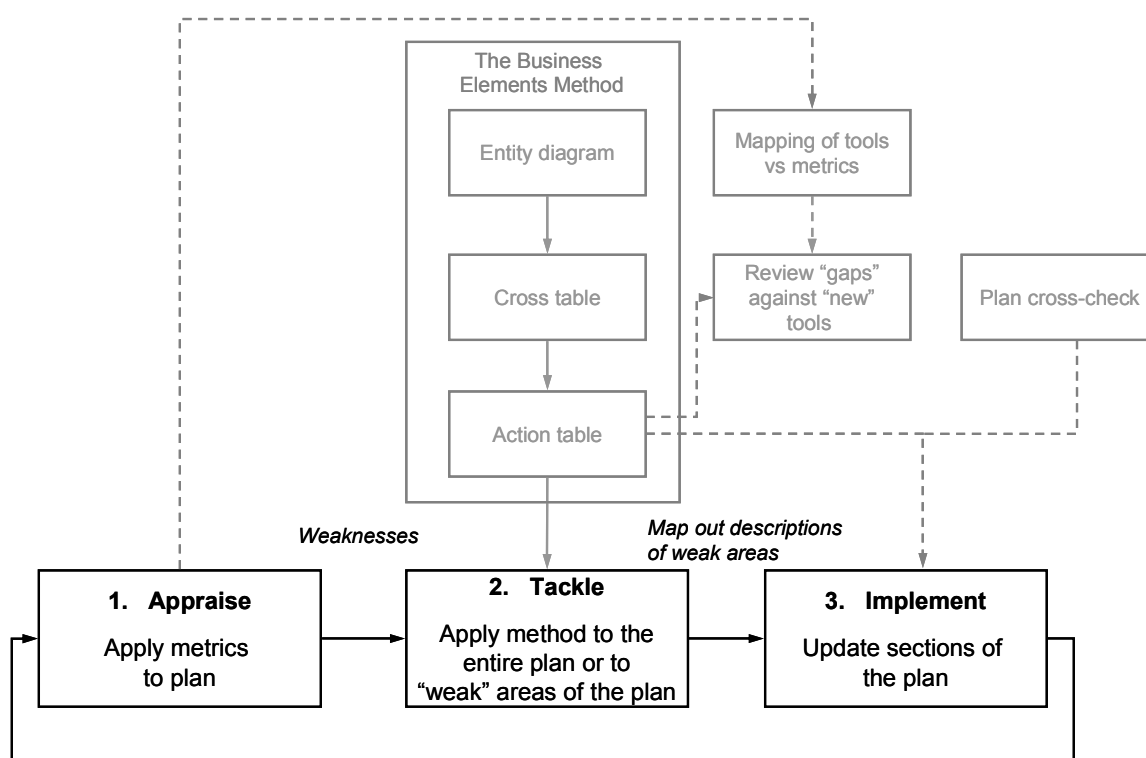 The Business
Elements Method
Entity diagram
Mapping of tools
vs metrics
Cross table
Review “gaps”
against “new”
tools
Plan cross-check
Action table
Weaknesses
Map out descriptions
of weak areas
1. Appraise
Apply metrics
to plan
2. Tackle
Apply method to the
entire plan or to
“weak” areas of the plan
3. Implement
Update sections of
the plan